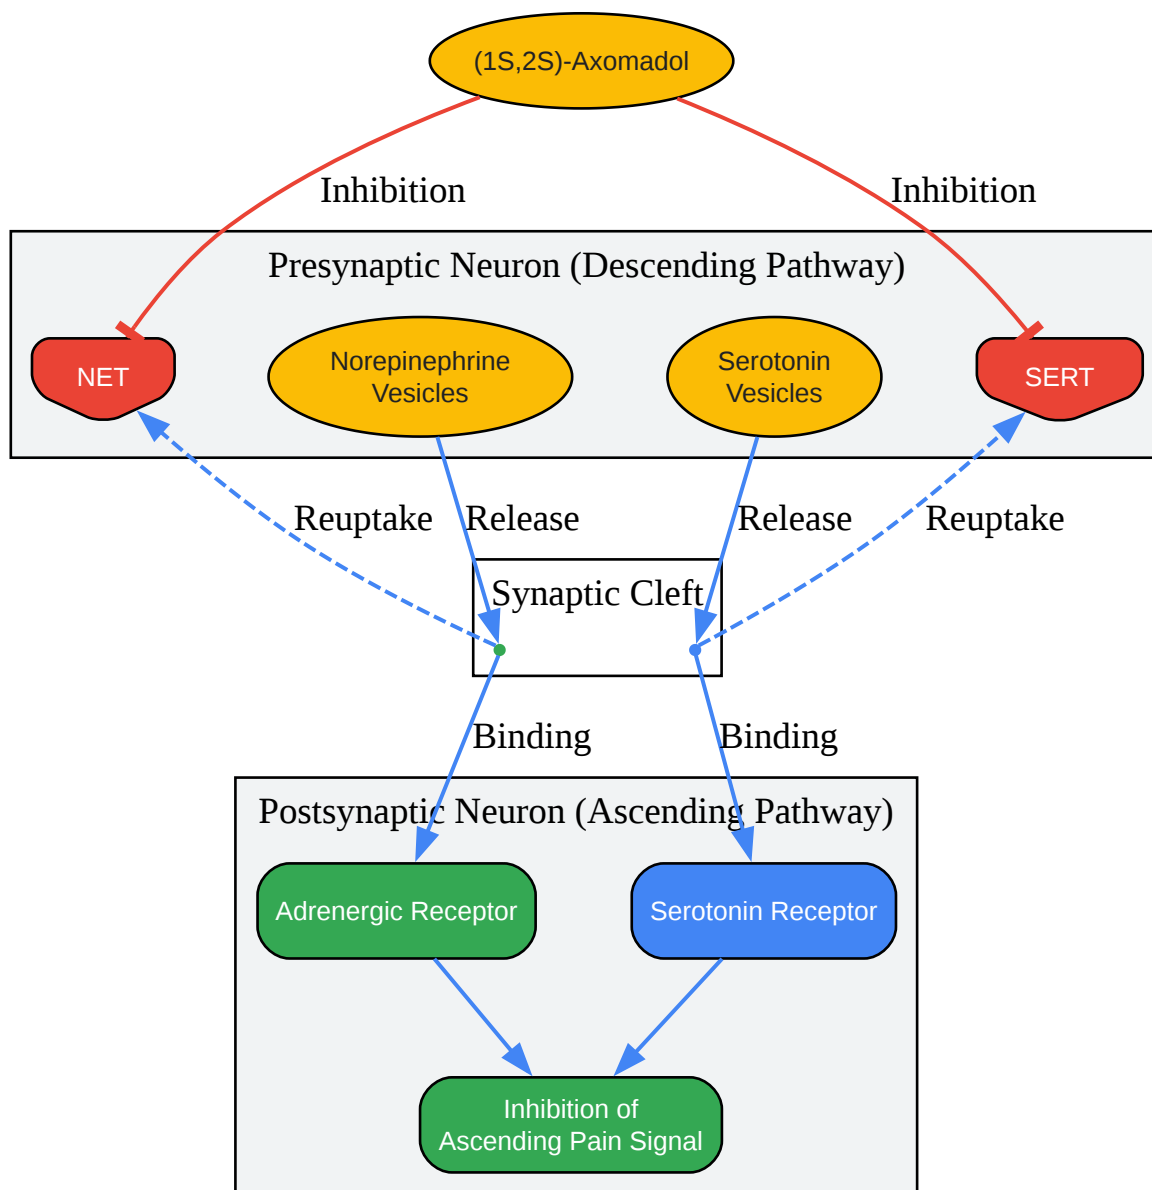 (1S,2S)-Axomadol
Inhibition
Inhibition
Presynaptic Neuron (Descending Pathway)
NET
Norepinephrine
Vesicles
Serotonin
Vesicles
SERT
Reuptake
Release
Release
Reuptake
Synaptic Cleft
Binding
Binding
Postsynaptic Neuron (Ascending Pathway)
Adrenergic Receptor
Serotonin Receptor
Inhibition of
Ascending Pain Signal